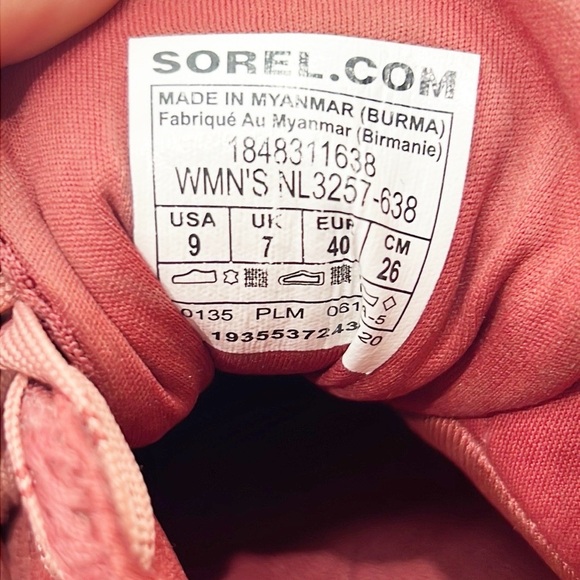 SOREL.COM
MADE IN MYANMAR (BURMA)
Fabriqué Au Myanmar (Birmanie)
1848311638
WMN'S NL3257-638
USA UK EUR CM
9 7 40 26
PLM